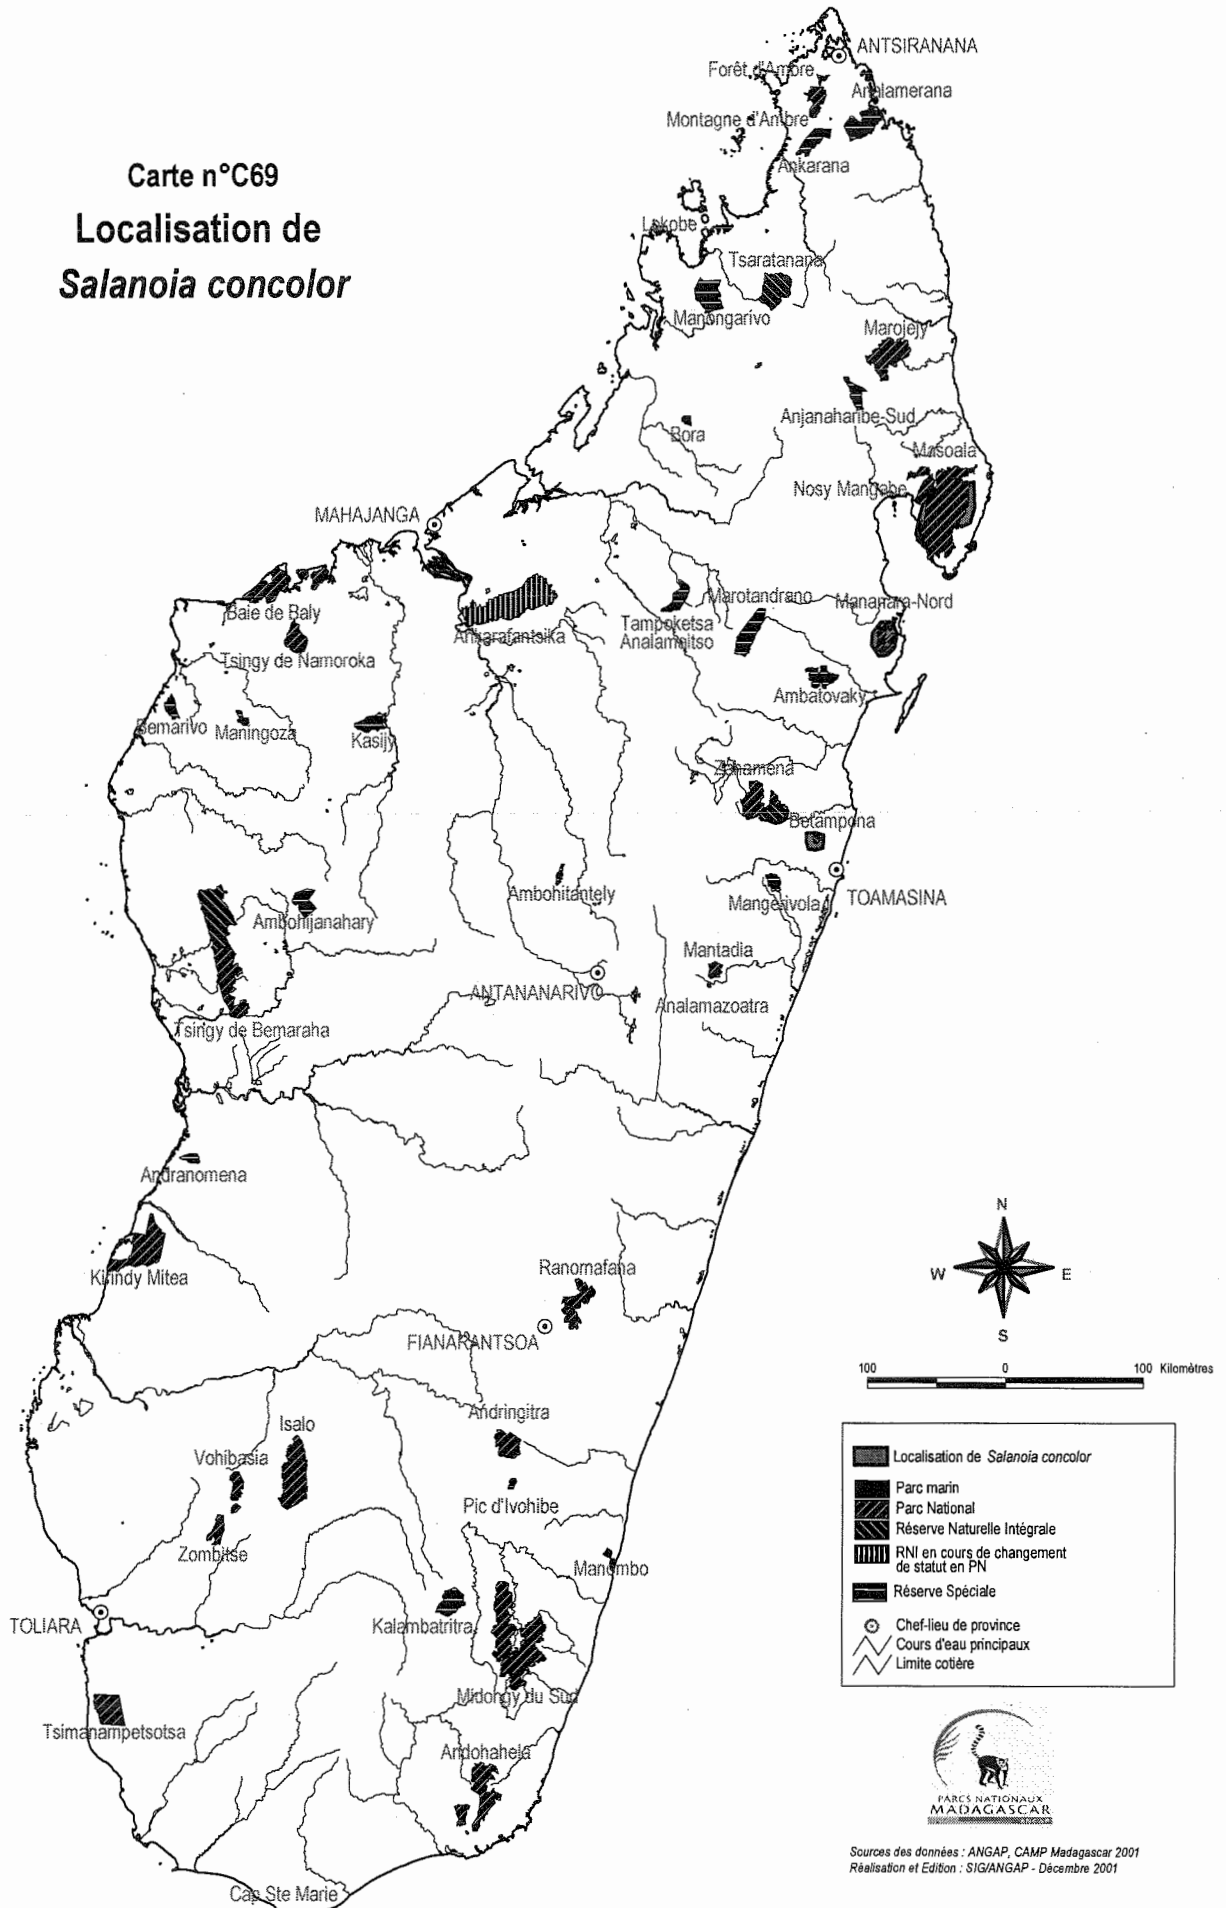 Carte n°C69
Localisation de
Salanoia concolor
ANTSIRANANA
Forêt d'Ambre
Analamerana
Montagne d'Ambre
Ankarana
Lokobe
Tsaratanana
Manongarivo
Marojejy
Anjanaharibe-Sud
Bora
Masoala
Nosy Mangabe
MAHAJANGA
Baie de Baly
Ankarafantsika
Tampoketsa
Analamaitso
Marotandrano
Mananara-Nord
Tsingy de Namoroka
Ambatovaky
Bemarivo
Maningoza
Kasijy
Zahamena
Betampona
Ambohitantely
Mangerivola
TOAMASINA
Ambohijanahary
Mantadia
ANTANANARIVO
Analamazoatra
Tsingy de Bemaraha
Andranomena
Kirindy Mitea
Ranomafana
FIANARANTSOA
Andringitra
Isalo
Vohibasia
Pic d'Ivohibe
Zombitse
Manombo
TOLIARA
Kalambatritra
Midongy du Sud
Tsimanampetsotsa
Andohahela
Cap Ste Marie
N
W
E
S
100
0
100 Kilomètres
Localisation de Salanoia concolor
Parc marin
Parc National
Réserve Naturelle Intégrale
RNI en cours de changement
de statut en PN
Réserve Spéciale
Chef-lieu de province
Cours d'eau principaux
Limite cotière
PARCS NATIONAUX
MADAGASCAR
Sources des données : ANGAP, CAMP Madagascar 2001
Réalisation et Edition : SIG/ANGAP - Décembre 2001